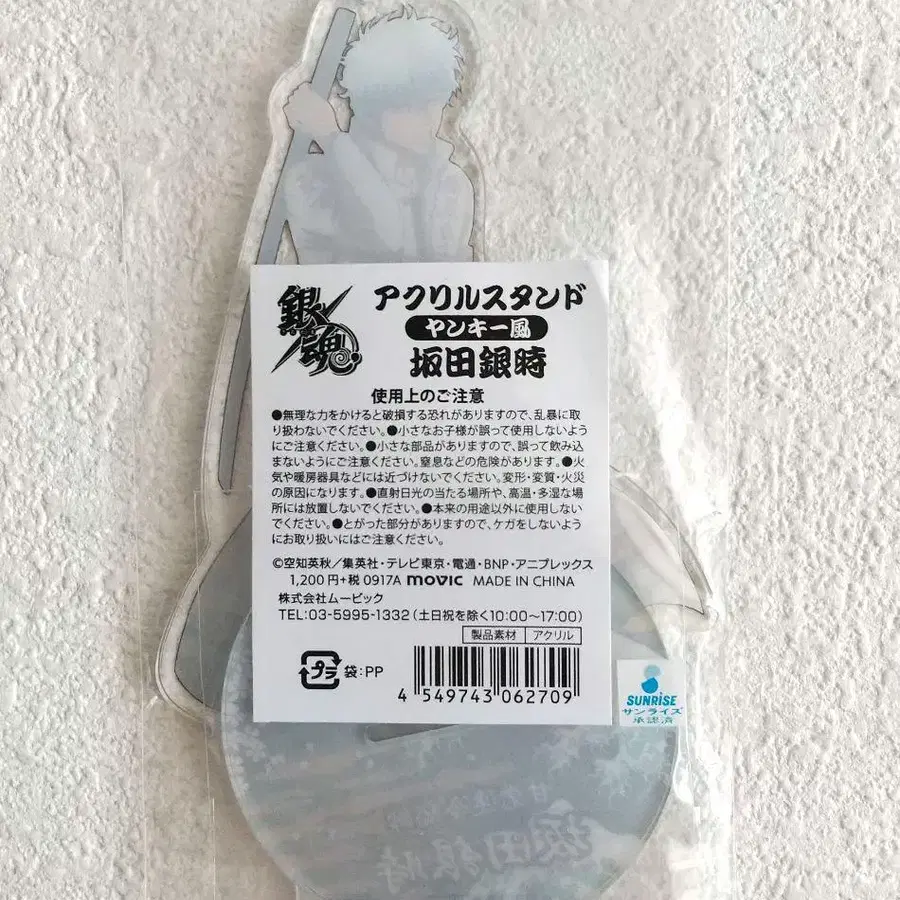 銀魂
アクリルスタンド
ヤンキー風
坂田銀時
使用上のご注意
●無理な力をかけると破損する恐れがありますので、乱暴に取
り扱わないでください。●小さなお子様が誤って使用しないよう
にご注意ください。●小さな部品がありますので、誤って飲み込
まないようにご注意ください。窒息などの危険があります。●火
気や暖房器具などには近づけないでください。変形・変質・火災
の原因になります。●直射日光の当たる場所や、高温・多湿な場
所には放置しないでください。●本来の用途以外に使用しない
でください。●とがった部分がありますので、ケガをしないよう
にお取り扱いにはご注意ください。
©空知英秋/集英社・テレビ東京・電通・BNP・アニプレックス
1,200円+税 0917A movic MADE IN CHINA
株式会社ムービック
TEL:03-5995-1332(土日祝を除く10:00〜17:00)
製品素材 アクリル
プラ 袋:PP
4 549743 062709
SUNRISE
サンライズ
承認済
坂田銀時